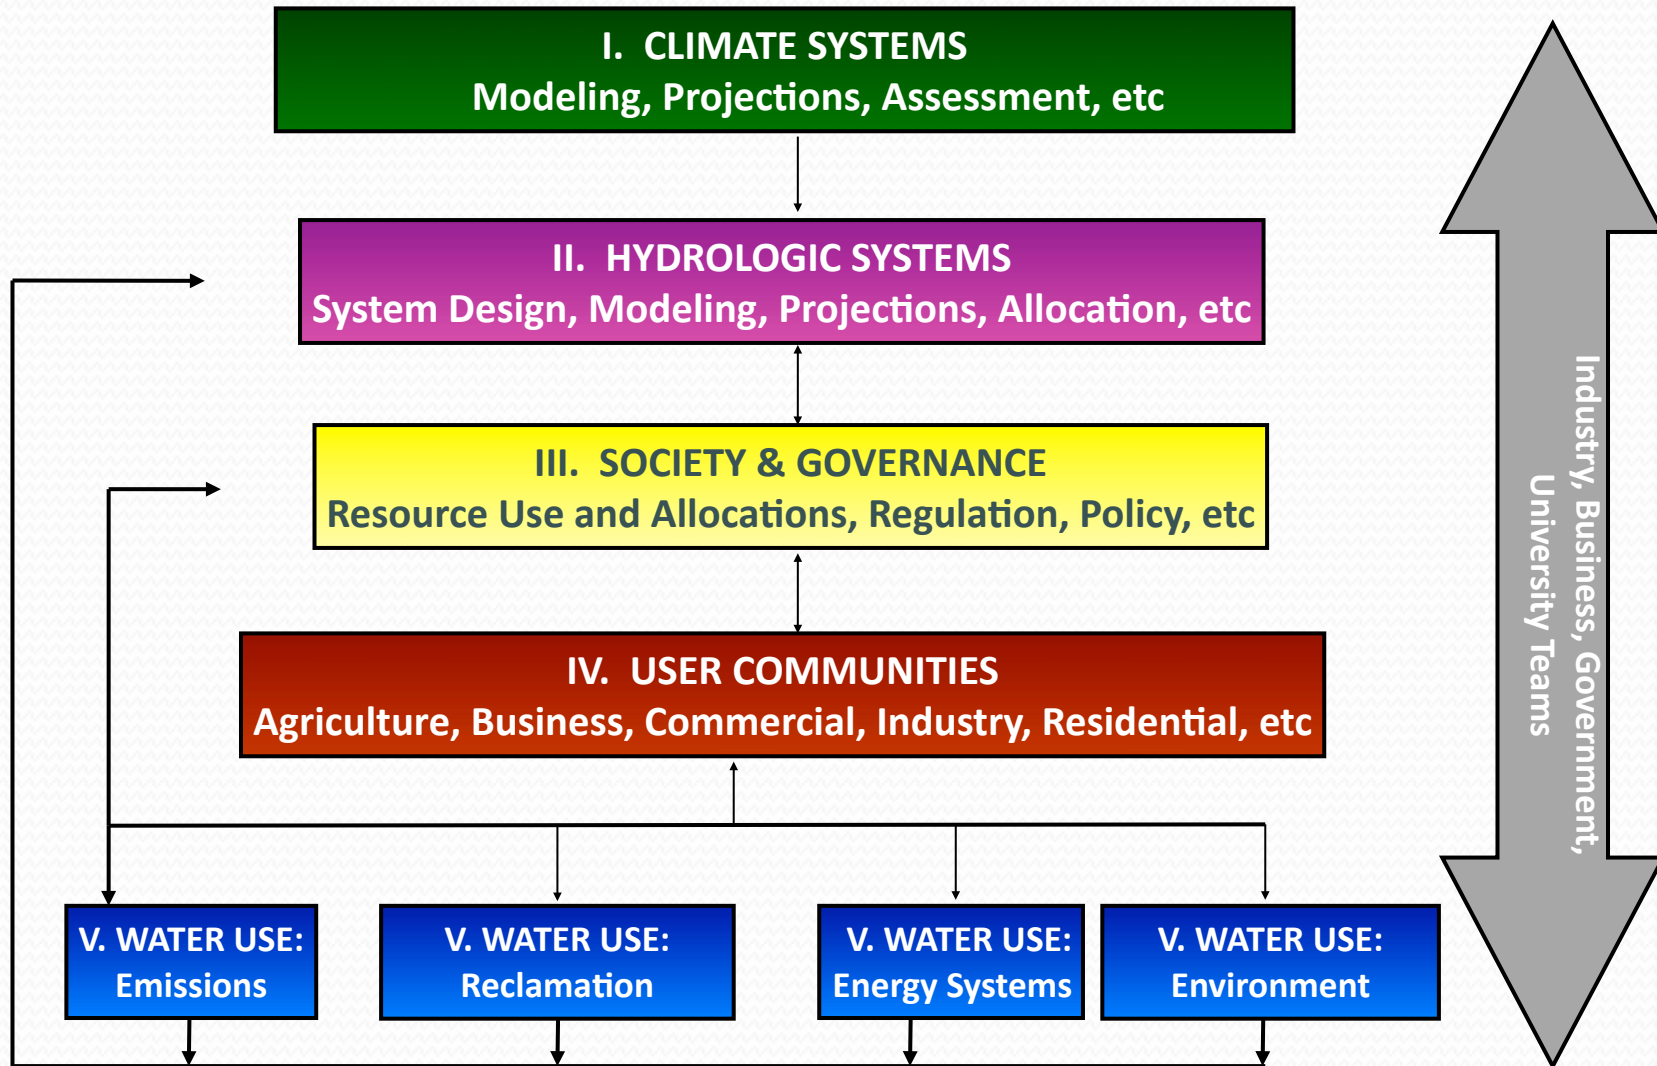 I. CLIMATE SYSTEMS
Modeling, Projections, Assessment, etc
II. HYDROLOGIC SYSTEMS
System Design, Modeling, Projections, Allocation, etc
III. SOCIETY & GOVERNANCE
Resource Use and Allocations, Regulation, Policy, etc
IV. USER COMMUNITIES
Agriculture, Business, Commercial, Industry, Residential, etc
V. WATER USE:
Emissions
V. WATER USE:
Reclamation
V. WATER USE:
Energy Systems
V. WATER USE:
Environment
Industry, Business, Government,
University Teams